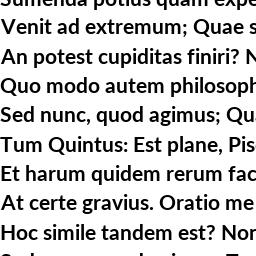 Sumenda potius quam expe
Venit ad extremum; Quae s
An potest cupiditas finiri? N
Quo modo autem philosoph
Sed nunc, quod agimus; Qu
Tum Quintus: Est plane, Pis
Et harum quidem rerum fac
At certe gravius. Oratio me
Hoc simile tandem est? Non